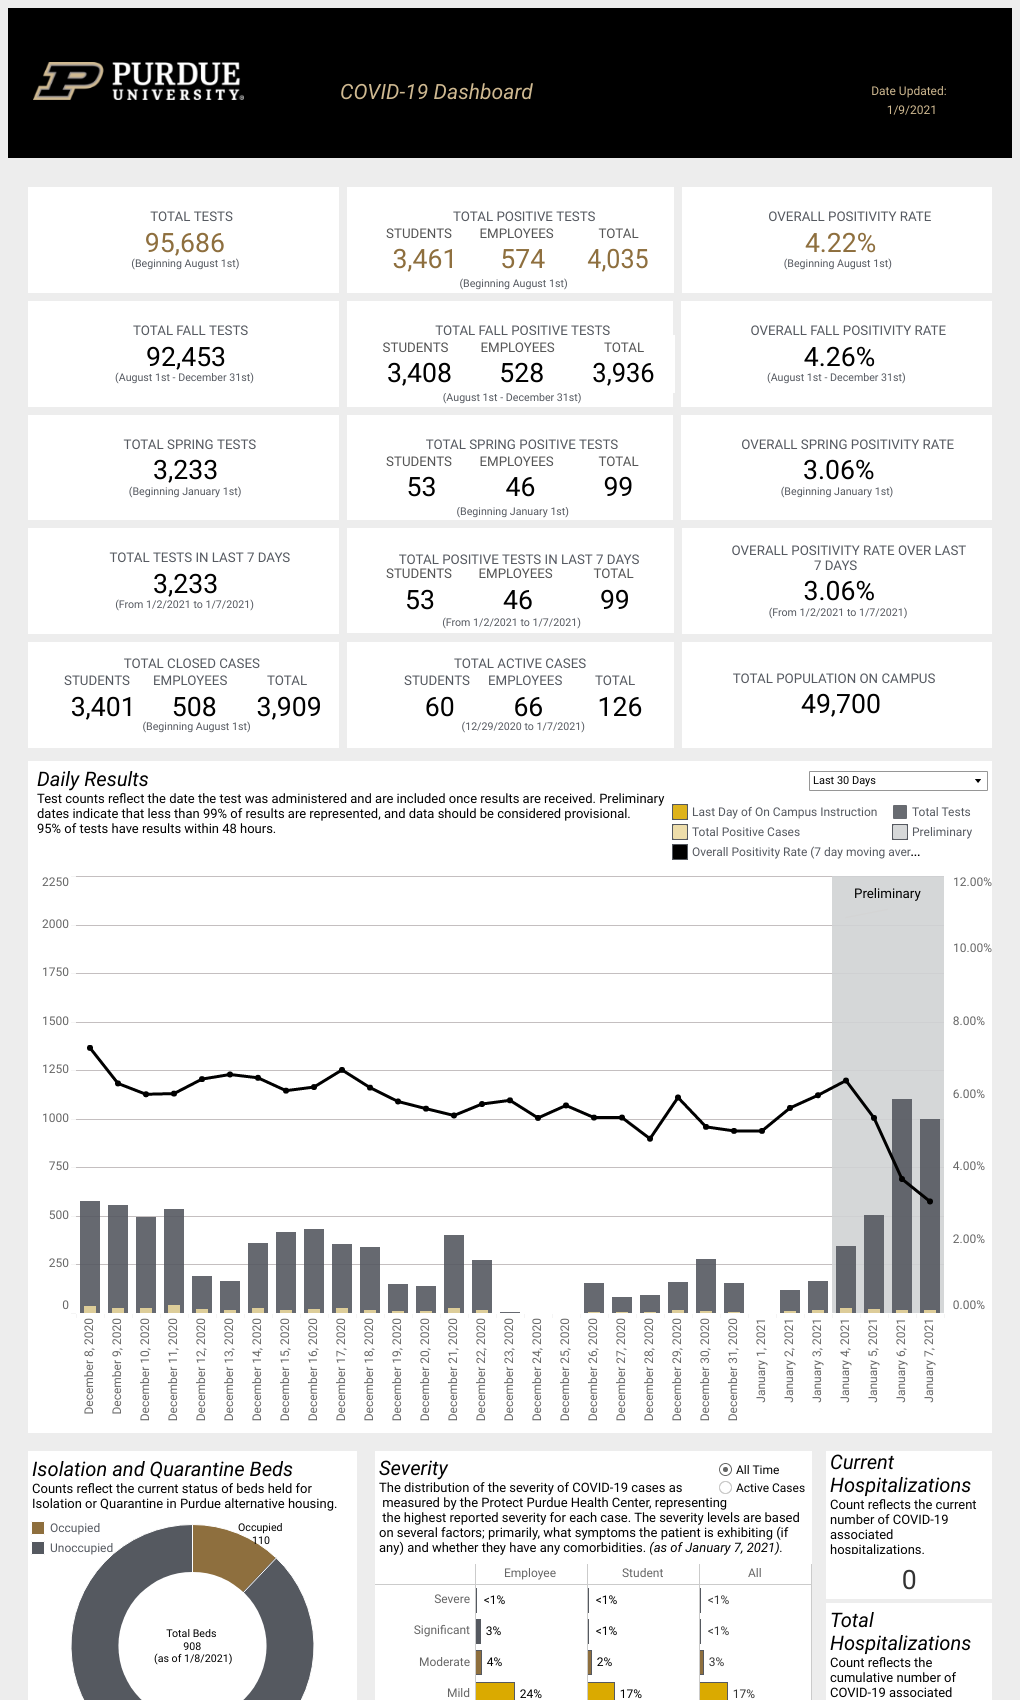 PURDUE
UNIVERSITY®
COVID-19 Dashboard
Date Updated:
1/9/2021
TOTAL TESTS
95,686
(Beginning August 1st)
TOTAL POSITIVE TESTS
STUDENTS EMPLOYEES TOTAL
3,461 574 4,035
(Beginning August 1st)
OVERALL POSITIVITY RATE
4.22%
(Beginning August 1st)
TOTAL FALL TESTS
92,453
(August 1st - December 31st)
TOTAL FALL POSITIVE TESTS
STUDENTS EMPLOYEES TOTAL
3,408 528 3,936
(August 1st - December 31st)
OVERALL FALL POSITIVITY RATE
4.26%
(August 1st - December 31st)
TOTAL SPRING TESTS
3,233
(Beginning January 1st)
TOTAL SPRING POSITIVE TESTS
STUDENTS EMPLOYEES TOTAL
53 46 99
(Beginning January 1st)
OVERALL SPRING POSITIVITY RATE
3.06%
(Beginning January 1st)
TOTAL TESTS IN LAST 7 DAYS
3,233
(From 1/2/2021 to 1/7/2021)
TOTAL POSITIVE TESTS IN LAST 7 DAYS
STUDENTS EMPLOYEES TOTAL
53 46 99
(From 1/2/2021 to 1/7/2021)
OVERALL POSITIVITY RATE OVER LAST
7 DAYS
3.06%
(From 1/2/2021 to 1/7/2021)
TOTAL CLOSED CASES
STUDENTS EMPLOYEES TOTAL
3,401 508 3,909
(Beginning August 1st)
TOTAL ACTIVE CASES
STUDENTS EMPLOYEES TOTAL
60 66 126
(12/29/2020 to 1/7/2021)
TOTAL POPULATION ON CAMPUS
49,700
Daily Results
Test counts reflect the date the test was administered and are included once results are received. Preliminary
dates indicate that less than 99% of results are represented, and data should be considered provisional.
95% of tests have results within 48 hours.
Last 30 Days
Last Day of On Campus Instruction Total Tests
Total Positive Cases Preliminary
Overall Positivity Rate (7 day moving aver...
Preliminary
2250
2000
1750
1500
1250
1000
750
500
250
0
12.00%
10.00%
8.00%
6.00%
4.00%
2.00%
0.00%
December 8, 2020
December 9, 2020
December 10, 2020
December 11, 2020
December 12, 2020
December 13, 2020
December 14, 2020
December 15, 2020
December 16, 2020
December 17, 2020
December 18, 2020
December 19, 2020
December 20, 2020
December 21, 2020
December 22, 2020
December 23, 2020
December 24, 2020
December 25, 2020
December 26, 2020
December 27, 2020
December 28, 2020
December 29, 2020
December 30, 2020
December 31, 2020
January 1, 2021
January 2, 2021
January 3, 2021
January 4, 2021
January 5, 2021
January 6, 2021
January 7, 2021
Isolation and Quarantine Beds
Counts reflect the current status of beds held for
Isolation or Quarantine in Purdue alternative housing.
Occupied
Unoccupied
Occupied
110
Total Beds
908
(as of 1/8/2021)
Severity
All Time
Active Cases
The distribution of the severity of COVID-19 cases as
measured by the Protect Purdue Health Center, representing
the highest reported severity for each case. The severity levels are based
on several factors; primarily, what symptoms the patient is exhibiting (if
any) and whether they have any comorbidities. (as of January 7, 2021).
Employee Student All
Severe <1% <1% <1%
Significant 3% <1% <1%
Moderate 4% 2% 3%
Mild 24% 17% 17%
Current
Hospitalizations
Count reflects the current
number of COVID-19
associated
hospitalizations.
0
Total
Hospitalizations
Count reflects the
cumulative number of
COVID-19 associated